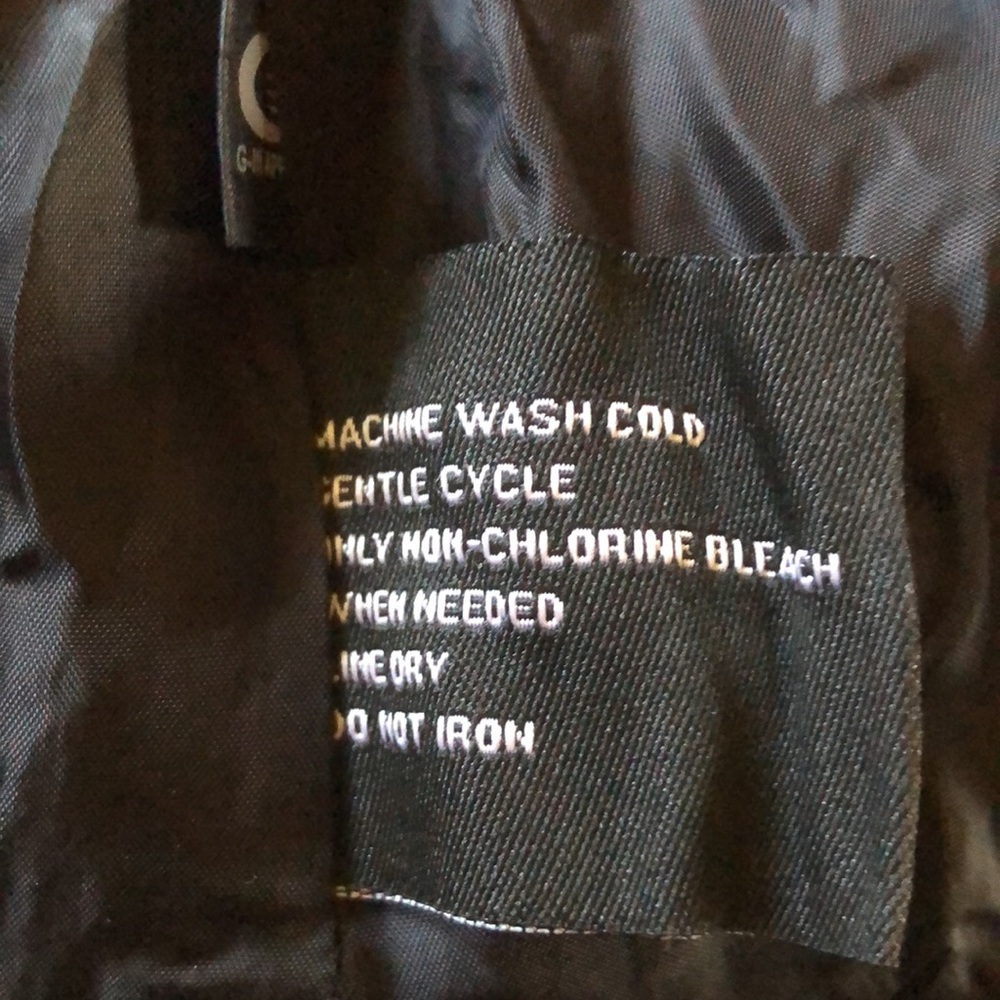 MACHINE WASH COLD
GENTLE CYCLE
ONLY NON-CHLORINE BLEACH
WHEN NEEDED
LINE DRY
DO NOT IRON